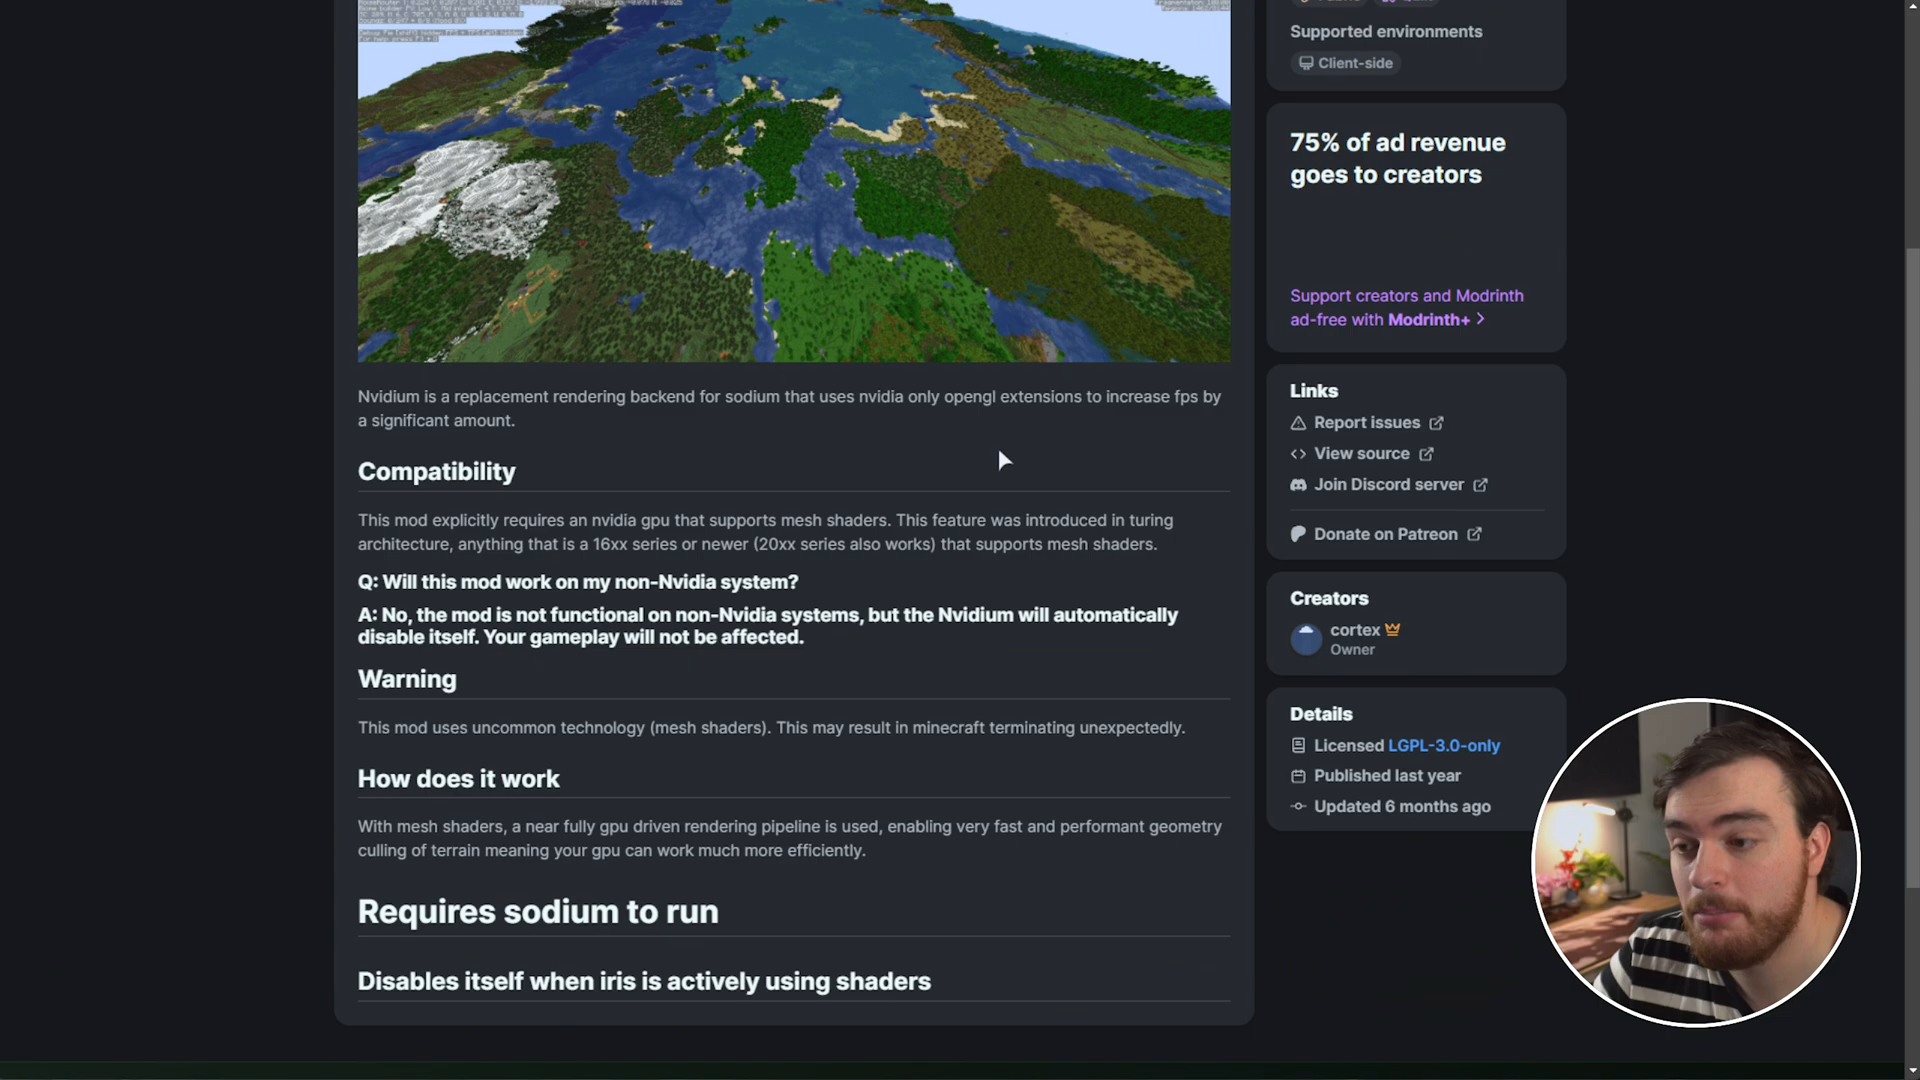 Supported environments
Client-side
75% of ad revenue
goes to creators
Support creators and Modrinth
ad-free with Modrinth+
Nvidium is a replacement rendering backend for sodium that uses nvidia only opengl extensions to increase fps by
a significant amount.
Compatibility
This mod explicitly requires an nvidia gpu that supports mesh shaders. This feature was introduced in turing
architecture, anything that is a 16xx series or newer (20xx series also works) that supports mesh shaders.
Q: Will this mod work on my non-Nvidia system?
A: No, the mod is not functional on non-Nvidia systems, but the Nvidium will automatically
disable itself. Your gameplay will not be affected.
Warning
This mod uses uncommon technology (mesh shaders). This may result in minecraft terminating unexpectedly.
How does it work
With mesh shaders, a near fully gpu driven rendering pipeline is used, enabling very fast and performant geometry
culling of terrain meaning your gpu can work much more efficiently.
Requires sodium to run
Disables itself when iris is actively using shaders
Links
Report issues
View source
Join Discord server
Donate on Patreon
Creators
cortex
Owner
Details
Licensed LGPL-3.0-only
Published last year
Updated 6 months ago